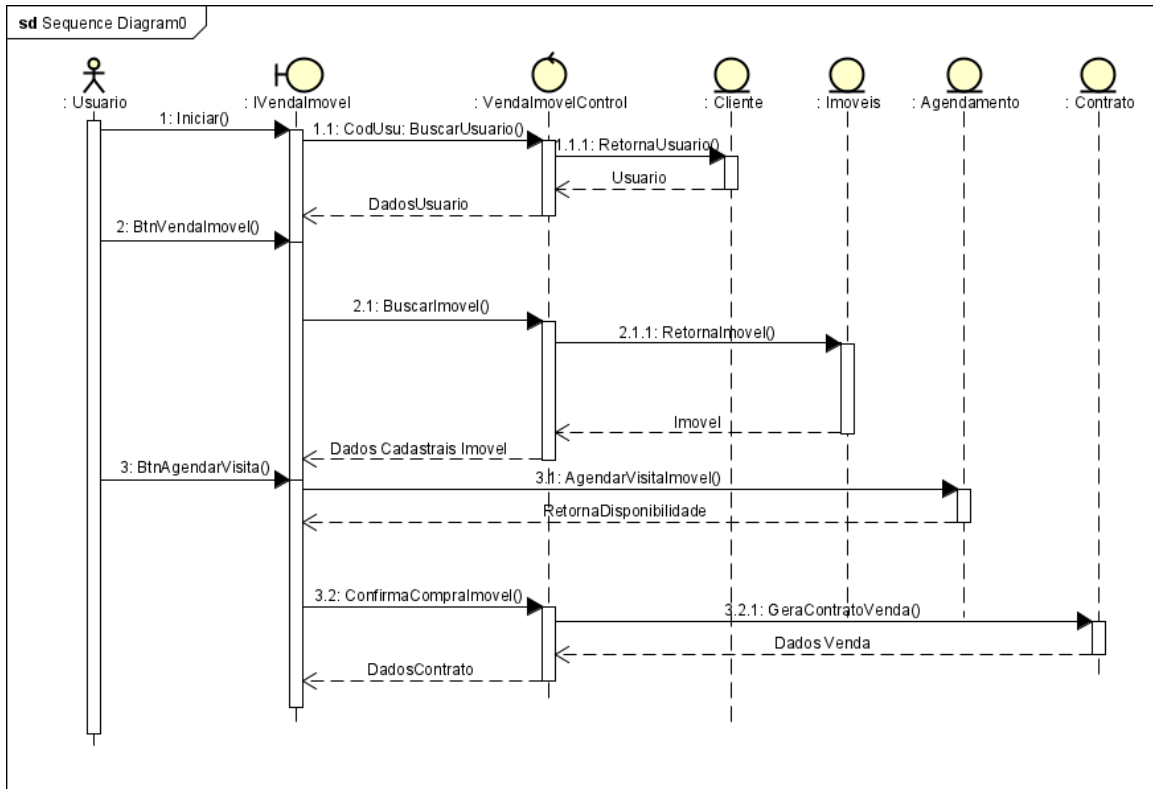 sd Sequence Diagram0
: Usuario
: IVendaImovel
: VendaImovelControl
: Cliente
: Imoveis
: Agendamento
: Contrato
1: Iniciar()
1.1: CodUsu: BuscarUsuario()
1.1.1: RetornaUsuario()
Usuario
DadosUsuario
2: BtnVendaImovel()
2.1: BuscarImovel()
2.1.1: RetornaImovel()
Imovel
Dados Cadastrais Imovel
3: BtnAgendarVisita()
3.1: AgendarVisitaImovel()
RetornaDisponibilidade
3.2: ConfirmaCompraImovel()
3.2.1: GeraContratoVenda()
Dados Venda
DadosContrato